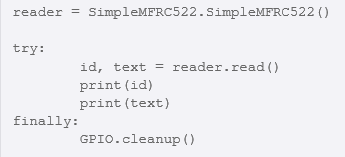 reader = SimpleMFRC522.SimpleMFRC522()
try:
        id, text = reader.read()
        print(id)
        print(text)
finally:
        GPIO.cleanup()